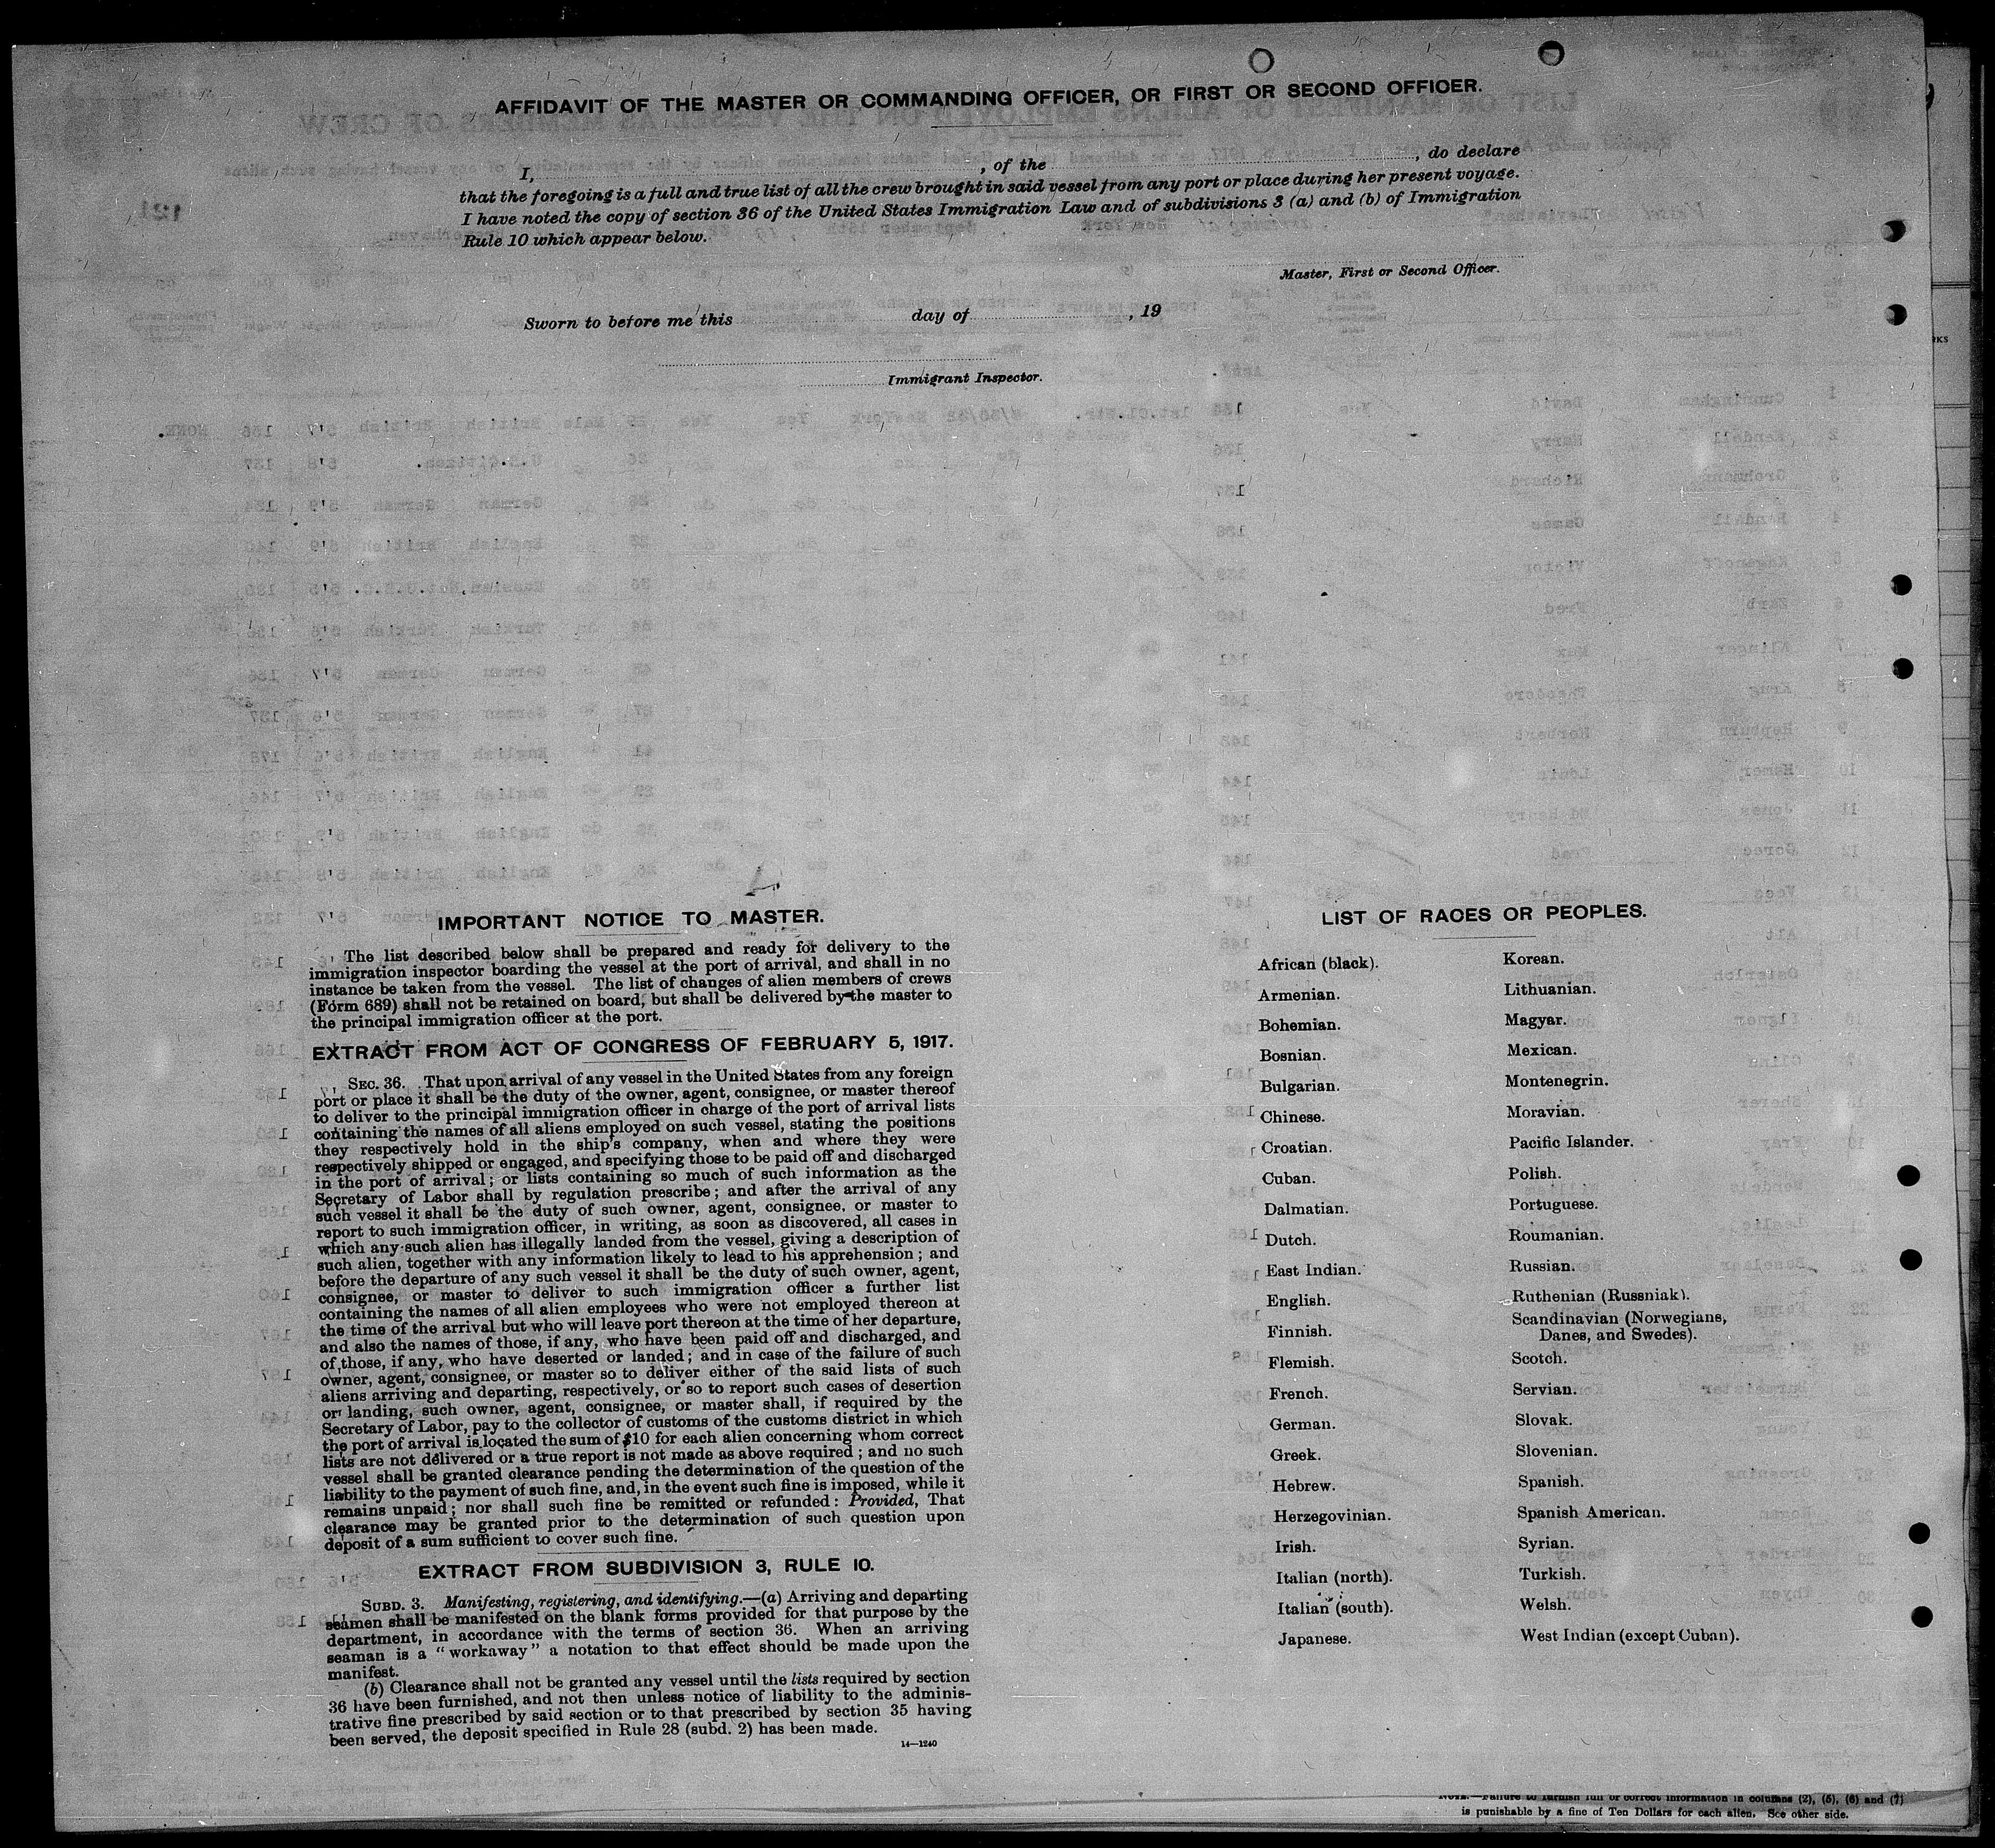 AFFIDAVIT OF THE MASTER OR COMMANDING OFFICER, OR FIRST OR SECOND OFFICER.
I, , of the , do declare
that the foregoing is a full and true list of all the crew brought in said vessel from any port or place during her present voyage.
I have noted the copy of section 36 of the United States Immigration Law and of subdivisions 3 (a) and (b) of Immigration
Rule 10 which appear below.
Master, First or Second Officer.
Sworn to before me this day of , 19
Immigrant Inspector.
IMPORTANT NOTICE TO MASTER.
The list described below shall be prepared and ready for delivery to the
immigration inspector boarding the vessel at the port of arrival, and shall in no
instance be taken from the vessel. The list of changes of alien members of crews
(Form 689) shall not be retained on board, but shall be delivered by the master to
the principal immigration officer at the port.
EXTRACT FROM ACT OF CONGRESS OF FEBRUARY 5, 1917.
SEC. 36. That upon arrival of any vessel in the United States from any foreign
port or place it shall be the duty of the owner, agent, consignee, or master thereof
to deliver to the principal immigration officer in charge of the port of arrival lists
containing the names of all aliens employed on such vessel, stating the positions
they respectively hold in the ship's company, when and where they were
respectively shipped or engaged, and specifying those to be paid off and discharged
in the port of arrival; or lists containing so much of such information as the
Secretary of Labor shall by regulation prescribe; and after the arrival of any
such vessel it shall be the duty of such owner, agent, consignee, or master to
report to such immigration officer, in writing, as soon as discovered, all cases in
which any such alien has illegally landed from the vessel, giving a description of
such alien, together with any information likely to lead to his apprehension; and
before the departure of any such vessel it shall be the duty of such owner, agent,
consignee, or master to deliver to such immigration officer a further list
containing the names of all alien employees who were not employed thereon at
the time of the arrival but who will leave port thereon at the time of her departure,
and also the names of those, if any, who have been paid off and discharged, and
of those, if any, who have deserted or landed; and in case of the failure of such
owner, agent, consignee, or master so to deliver either of the said lists of such
aliens arriving and departing, respectively, or so to report such cases of desertion
or landing, such owner, agent, consignee, or master shall, if required by the
Secretary of Labor, pay to the collector of customs of the customs district in which
the port of arrival is located the sum of $10 for each alien concerning whom correct
lists are not delivered or a true report is not made as above required; and no such
vessel shall be granted clearance pending the determination of the question of the
liability to the payment of such fine, and, in the event such fine is imposed, while it
remains unpaid; nor shall such fine be remitted or refunded: Provided, That
clearance may be granted prior to the determination of such question upon
deposit of a sum sufficient to cover such fine.
EXTRACT FROM SUBDIVISION 3, RULE 10.
SUBD. 3. Manifesting, registering, and identifying.—(a) Arriving and departing
seamen shall be manifested on the blank forms provided for that purpose by the
department, in accordance with the terms of section 36. When an arriving
seaman is a "workaway" a notation to that effect should be made upon the
manifest.
(b) Clearance shall not be granted any vessel until the lists required by section
36 have been furnished, and not then unless notice of liability to the adminis-
trative fine prescribed by said section or to that prescribed by section 35 having
been served, the deposit specified in Rule 28 (subd. 2) has been made.
14—1240
LIST OF RACES OR PEOPLES.
African (black).
Armenian.
Bohemian.
Bosnian.
Bulgarian.
Chinese.
Croatian.
Cuban.
Dalmatian.
Dutch.
East Indian.
English.
Finnish.
Flemish.
French.
German.
Greek.
Hebrew.
Herzegovinian.
Irish.
Italian (north).
Italian (south).
Japanese.
Korean.
Lithuanian.
Magyar.
Mexican.
Montenegrin.
Moravian.
Pacific Islander.
Polish.
Portuguese.
Roumanian.
Russian.
Ruthenian (Russniak).
Scandinavian (Norwegians,
Danes, and Swedes).
Scotch.
Servian.
Slovak.
Slovenian.
Spanish.
Spanish American.
Syrian.
Turkish.
Welsh.
West Indian (except Cuban).
NOTE.—Failure to furnish full or correct information in columns (2), (5), (6) and (7)
is punishable by a fine of Ten Dollars for each alien. See other side.